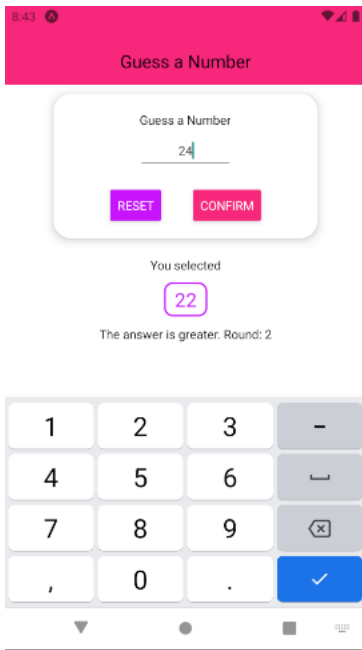 8:43
Guess a Number
Guess a Number
24
RESET CONFIRM
You selected
22
The answer is greater. Round: 2
1 2 3 -
4 5 6
7 8 9
, 0 .